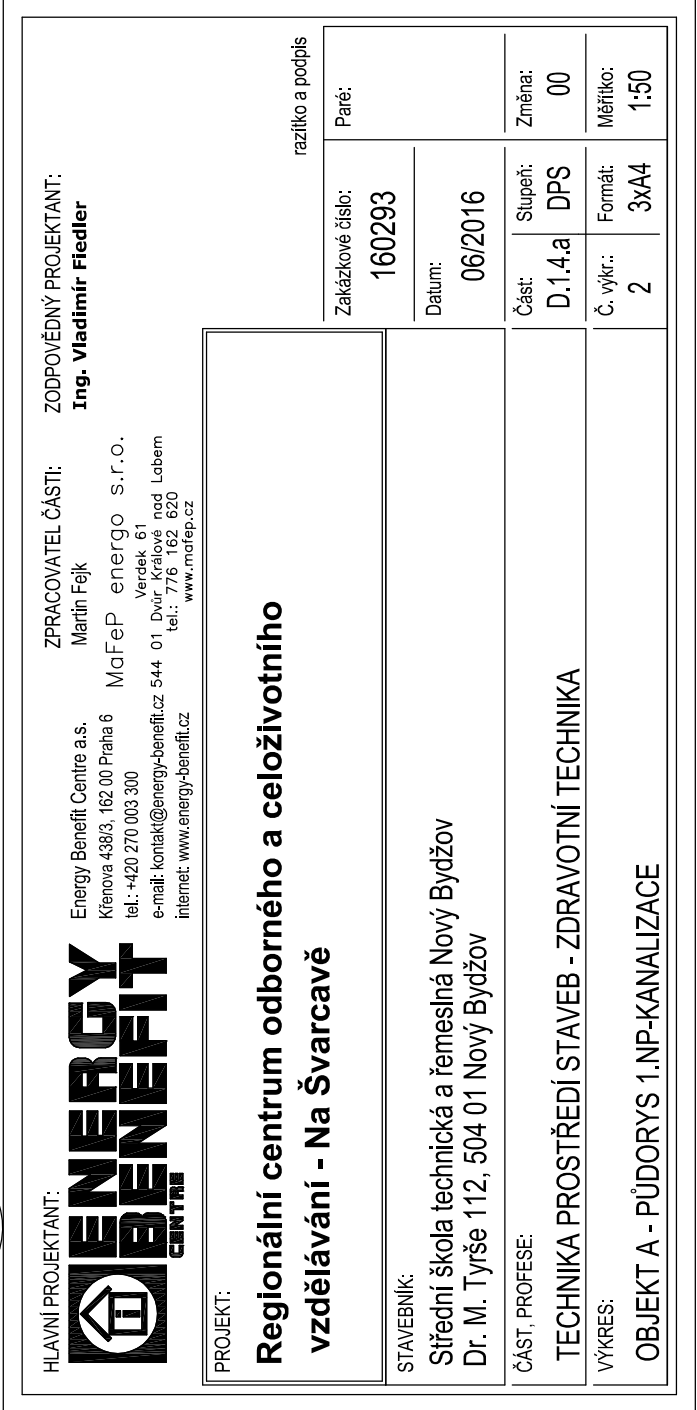 HLAVNÍ PROJEKTANT:
ENERGY
BENEFIT
CENTRE
Energy Benefit Centre a.s.
Křenova 438/3, 162 00 Praha 6
tel.: +420 270 003 300
e-mail: kontakt@energy-benefit.cz
internet: www.energy-benefit.cz
ZPRACOVATEL ČÁSTI:
Martin Fejk
MaFeP energo s.r.o.
Verdek 61
544 01 Dvůr Králové nad Labem
tel.: 776 162 620
www.mafep.cz
ZODPOVĚDNÝ PROJEKTANT:
Ing. Vladimír Fiedler
razítko a podpis
PROJEKT:
Regionální centrum odborného a celoživotního
vzdělávání - Na Švarcavě
Zakázkové číslo:
160293
Paré:
STAVEBNÍK:
Střední škola technická a řemeslná Nový Bydžov
Dr. M. Tyrše 112, 504 01 Nový Bydžov
Datum:
06/2016
ČÁST, PROFESE:
TECHNIKA PROSTŘEDÍ STAVEB - ZDRAVOTNÍ TECHNIKA
Část:
D.1.4.a
Stupeň:
DPS
Změna:
00
VÝKRES:
OBJEKT A - PŮDORYS 1.NP-KANALIZACE
Č. výkr.:
2
Formát:
3xA4
Měřítko:
1:50